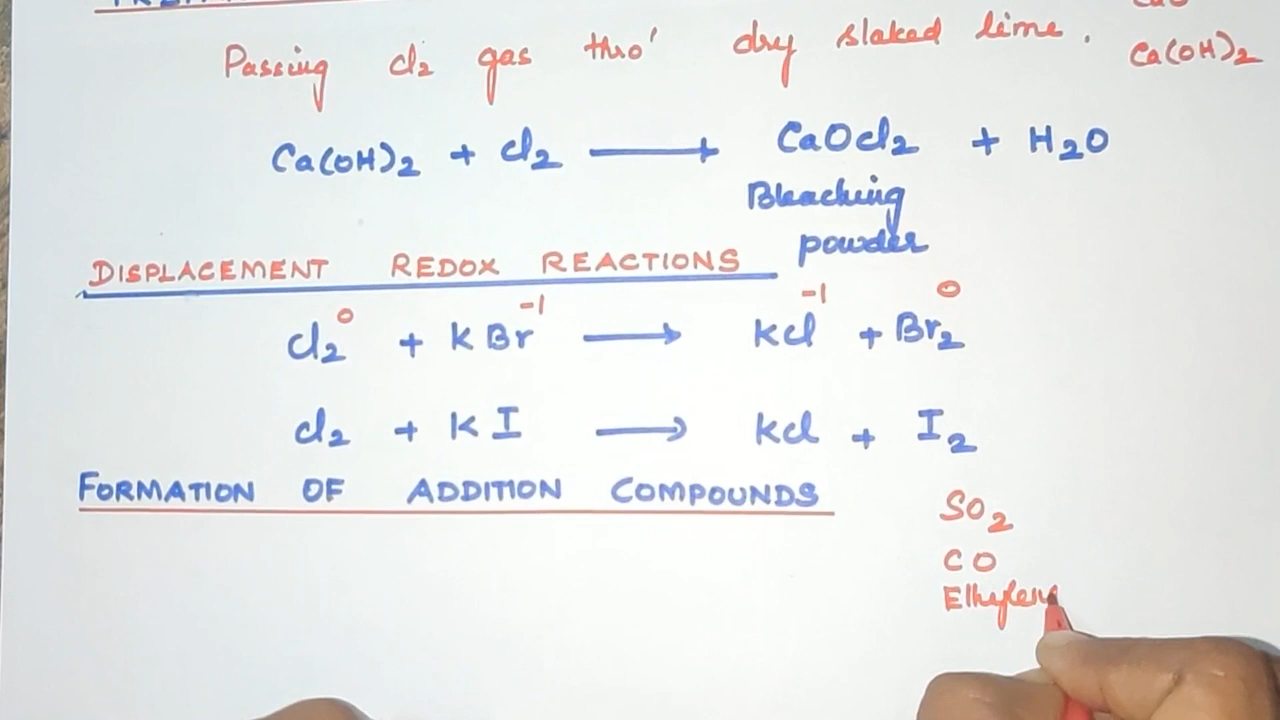 Passing Cl2 gas thro' dry slaked lime.
Ca(OH)2
Ca(OH)2 + Cl2 ⟶ CaOCl2 + H2O
Bleaching
powder
DISPLACEMENT REDOX REACTIONS
0 -1 -1 0
Cl2 + KBr ⟶ KCl + Br2
Cl2 + KI ⟶ KCl + I2
FORMATION OF ADDITION COMPOUNDS
SO2
CO
Ethylene